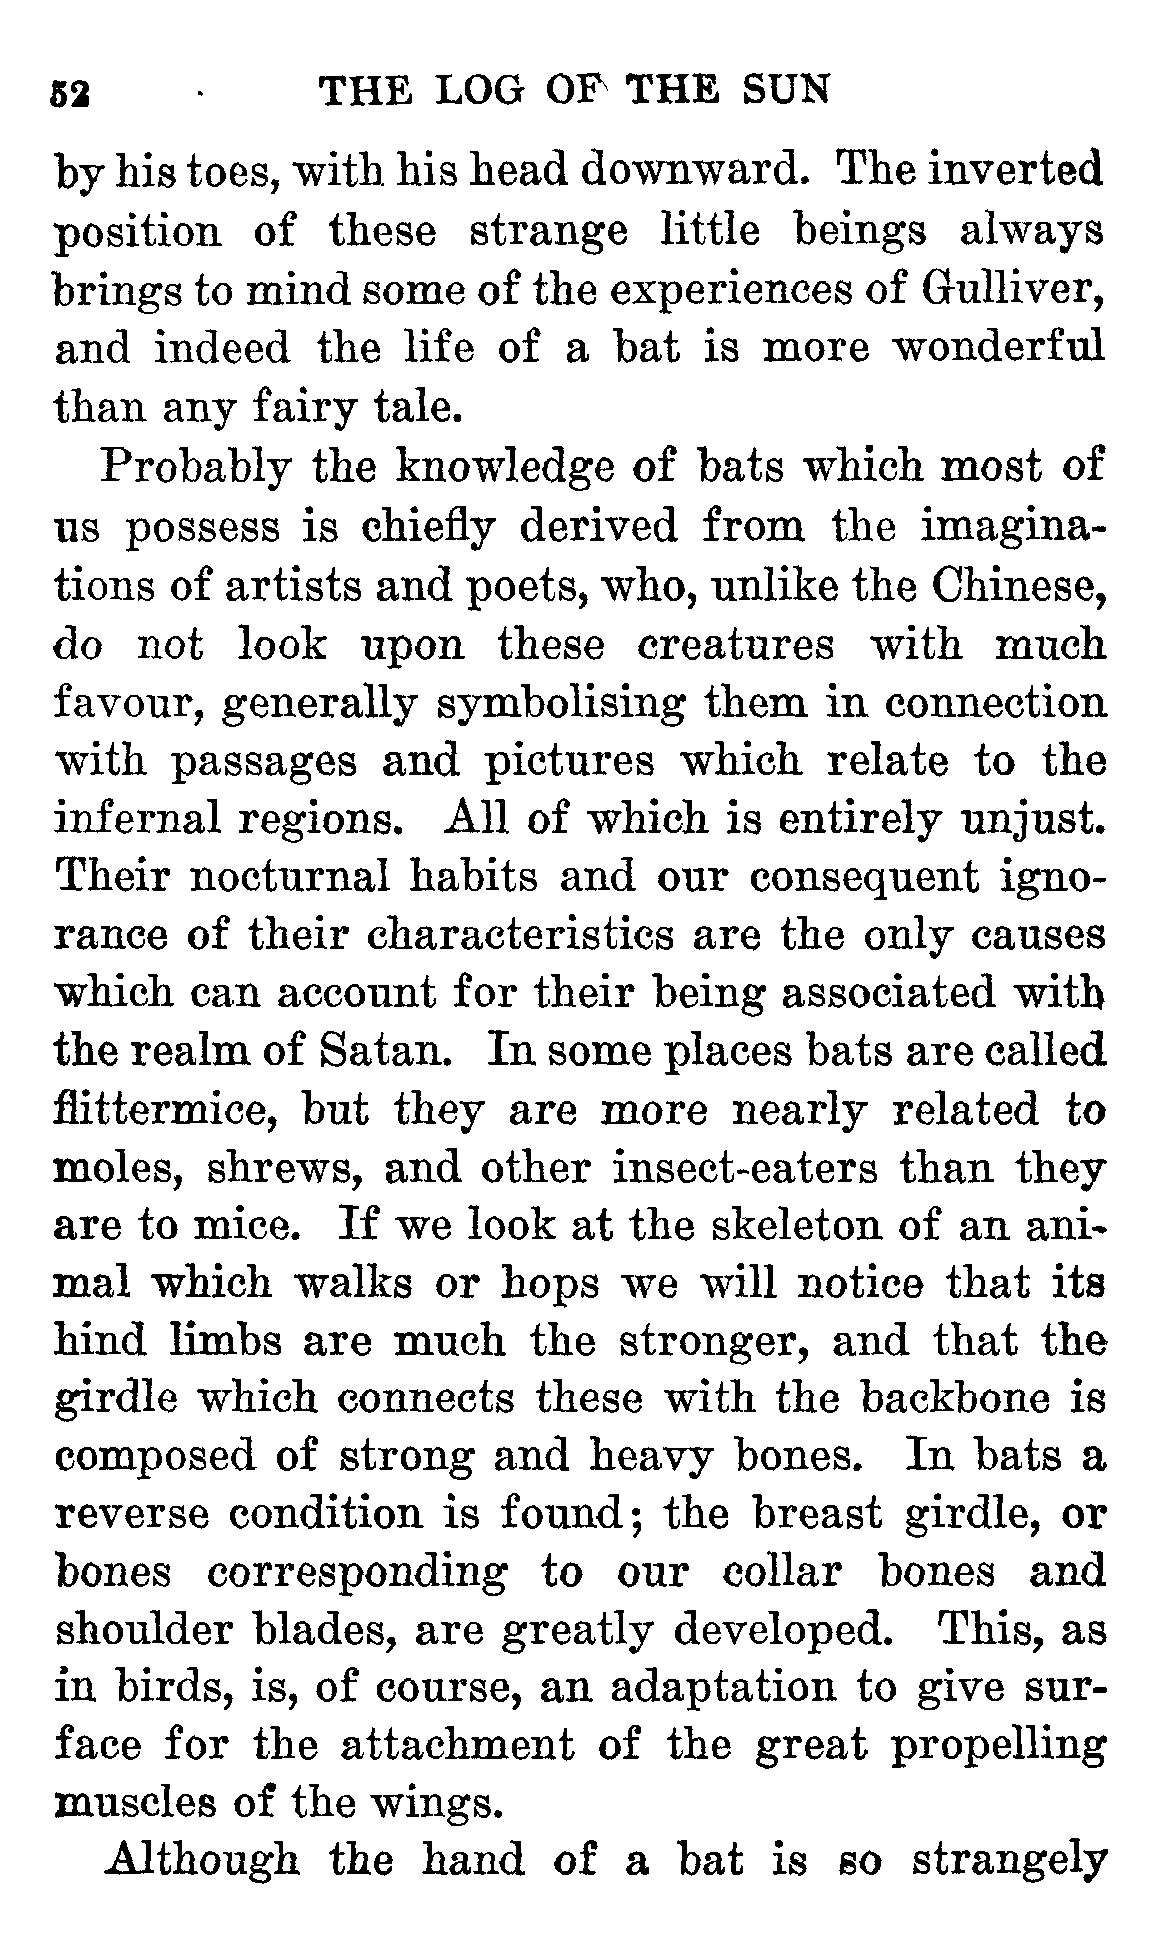 52 THE LOG OF THE SUN
by his toes, with his head downward. The inverted
position of these strange little beings always
brings to mind some of the experiences of Gulliver,
and indeed the life of a bat is more wonderful
than any fairy tale.
Probably the knowledge of bats which most of
us possess is chiefly derived from the imagina-
tions of artists and poets, who, unlike the Chinese,
do not look upon these creatures with much
favour, generally symbolising them in connection
with passages and pictures which relate to the
infernal regions. All of which is entirely unjust.
Their nocturnal habits and our consequent igno-
rance of their characteristics are the only causes
which can account for their being associated with
the realm of Satan. In some places bats are called
flittermice, but they are more nearly related to
moles, shrews, and other insect-eaters than they
are to mice. If we look at the skeleton of an ani-
mal which walks or hops we will notice that its
hind limbs are much the stronger, and that the
girdle which connects these with the backbone is
composed of strong and heavy bones. In bats a
reverse condition is found; the breast girdle, or
bones corresponding to our collar bones and
shoulder blades, are greatly developed. This, as
in birds, is, of course, an adaptation to give sur-
face for the attachment of the great propelling
muscles of the wings.
Although the hand of a bat is so strangely